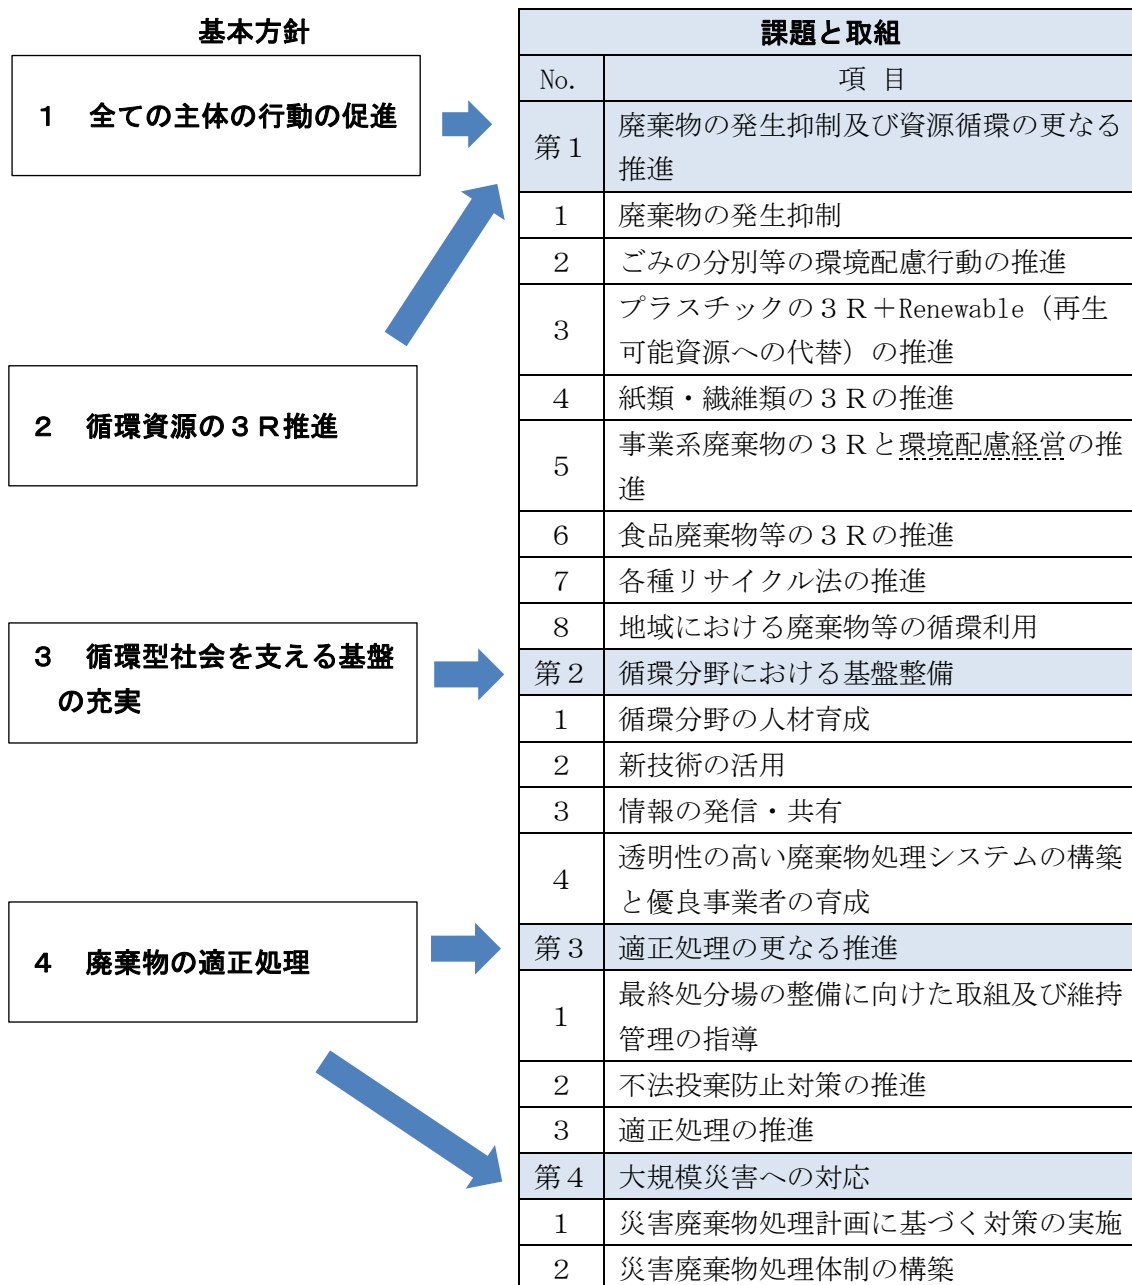 基本方針
１　全ての主体の行動の促進
２　循環資源の３Ｒ推進
３　循環型社会を支える基盤
の充実
４　廃棄物の適正処理
課題と取組
No.　項 目
第１　廃棄物の発生抑制及び資源循環の更なる
推進
１　廃棄物の発生抑制
２　ごみの分別等の環境配慮行動の推進
３　プラスチックの３Ｒ＋Renewable（再生
可能資源への代替）の推進
４　紙類・繊維類の３Ｒの推進
５　事業系廃棄物の３Ｒと環境配慮経営の推
進
６　食品廃棄物等の３Ｒの推進
７　各種リサイクル法の推進
８　地域における廃棄物等の循環利用
第２　循環分野における基盤整備
１　循環分野の人材育成
２　新技術の活用
３　情報の発信・共有
４　透明性の高い廃棄物処理システムの構築
と優良事業者の育成
第３　適正処理の更なる推進
１　最終処分場の整備に向けた取組及び維持
管理の指導
２　不法投棄防止対策の推進
３　適正処理の推進
第４　大規模災害への対応
１　災害廃棄物処理計画に基づく対策の実施
２　災害廃棄物処理体制の構築